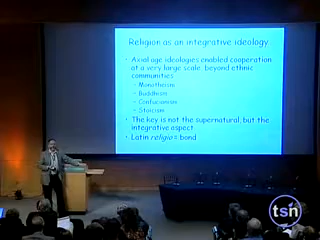 Religion as an integrative ideology
• Axial age ideologies enabled cooperation
at a very large scale, beyond ethnic
communities
– Monotheism
– Buddhism
– Confucianism
– Stoicism
• The key is not the supernatural, but the
integrative aspect
• Latin religio = bond
tsn